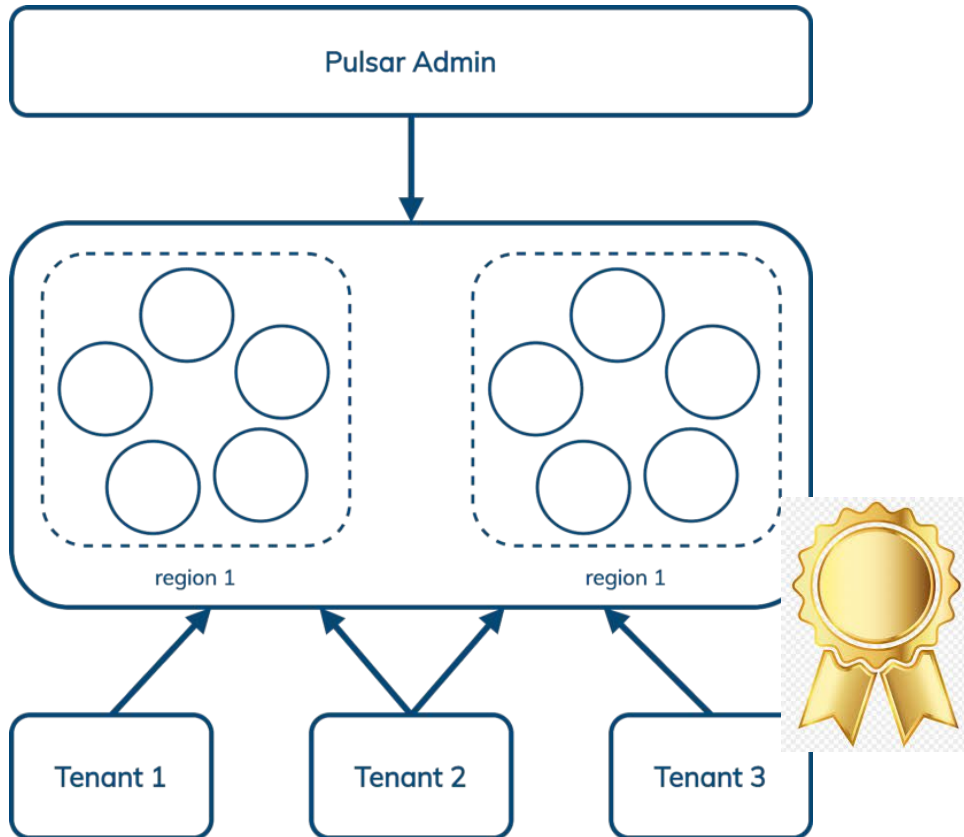 Pulsar Admin
region 1
region 1
Tenant 1
Tenant 2
Tenant 3